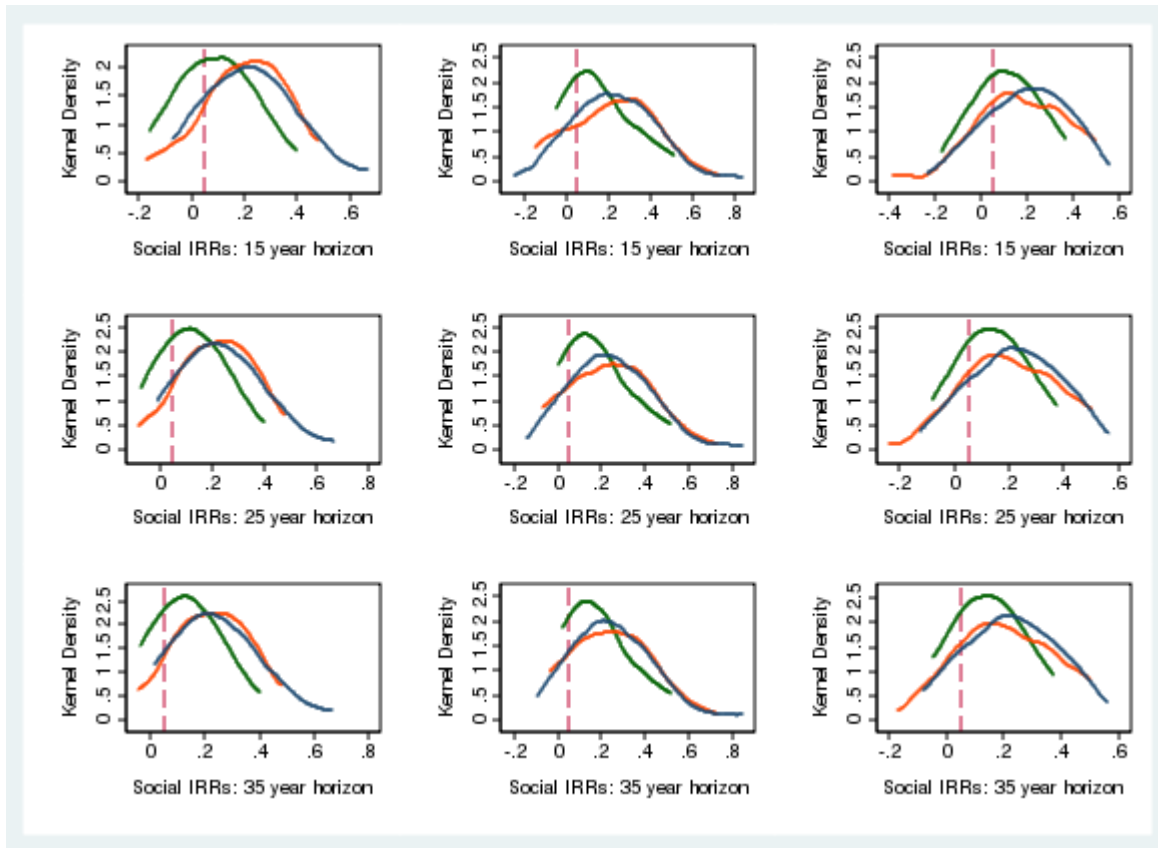 Kernel Density
0 .5 1 1.5 2
-.2 0 .2 .4 .6
Social IRRs: 15 year horizon
Kernel Density
0 .5 1 1.5 2 2.5
-.2 0 .2 .4 .6 .8
Social IRRs: 15 year horizon
Kernel Density
0 .5 1 1.5 2 2.5
-.4 -.2 0 .2 .4 .6
Social IRRs: 15 year horizon
Kernel Density
0 .5 1 1.5 2 2.5
0 .2 .4 .6 .8
Social IRRs: 25 year horizon
Kernel Density
0 .5 1 1.5 2 2.5
-.2 0 .2 .4 .6 .8
Social IRRs: 25 year horizon
Kernel Density
0 .5 1 1.5 2 2.5
-.2 0 .2 .4 .6
Social IRRs: 25 year horizon
Kernel Density
0 .5 1 1.5 2 2.5
0 .2 .4 .6 .8
Social IRRs: 35 year horizon
Kernel Density
0 .5 1 1.5 2 2.5
-.2 0 .2 .4 .6 .8
Social IRRs: 35 year horizon
Kernel Density
0 .5 1 1.5 2 2.5
-.2 0 .2 .4 .6
Social IRRs: 35 year horizon